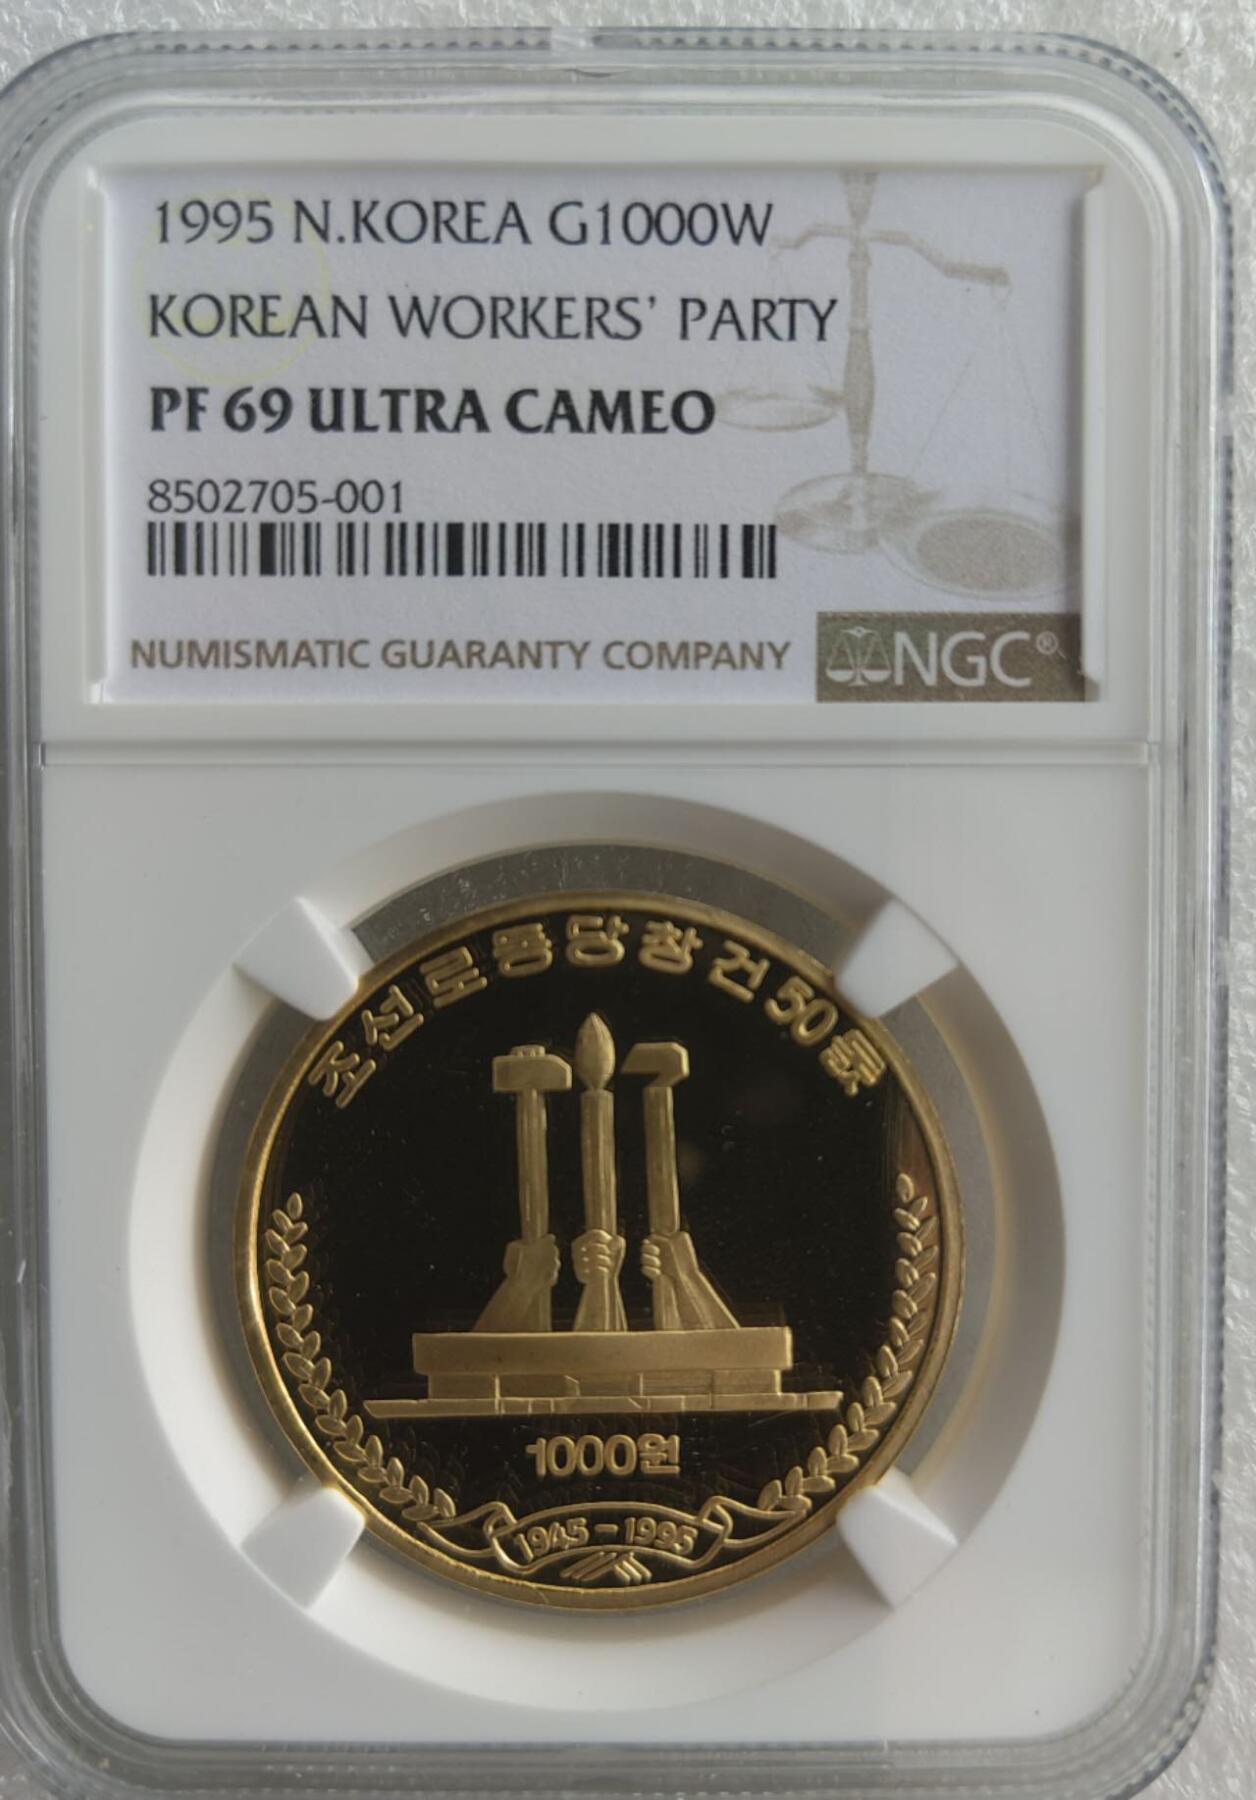 1995 N.KOREA G1000W
KOREAN WORKERS' PARTY
PF 69 ULTRA CAMEO
8502705-001
NUMISMATIC GUARANTY COMPANY
NGC®
조선로동당창건50돐
1000원
1945-1995